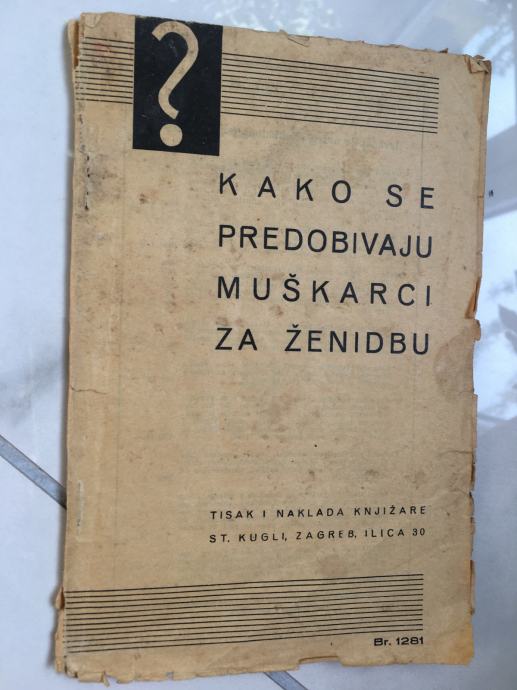 ?
KAKO SE
PREDOBIVAJU
MUŠKARCI
ZA ŽENIDBU
TISAK I NAKLADA KNJIŽARE
ST. KUGLI, ZAGREB, ILICA 30
Br. 1281